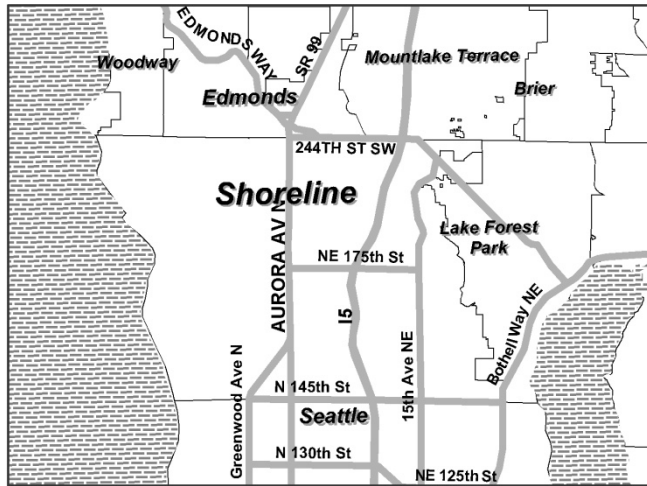 EDMONDS WAY
SR 99
Woodway
Mountlake Terrace
Edmonds
Brier
244TH ST SW
Shoreline
Lake Forest
Park
AURORA AV N
NE 175th St
I5
Bothell Way NE
15th Ave NE
Greenwood Ave N
N 145th St
Seattle
N 130th St
NE 125th St